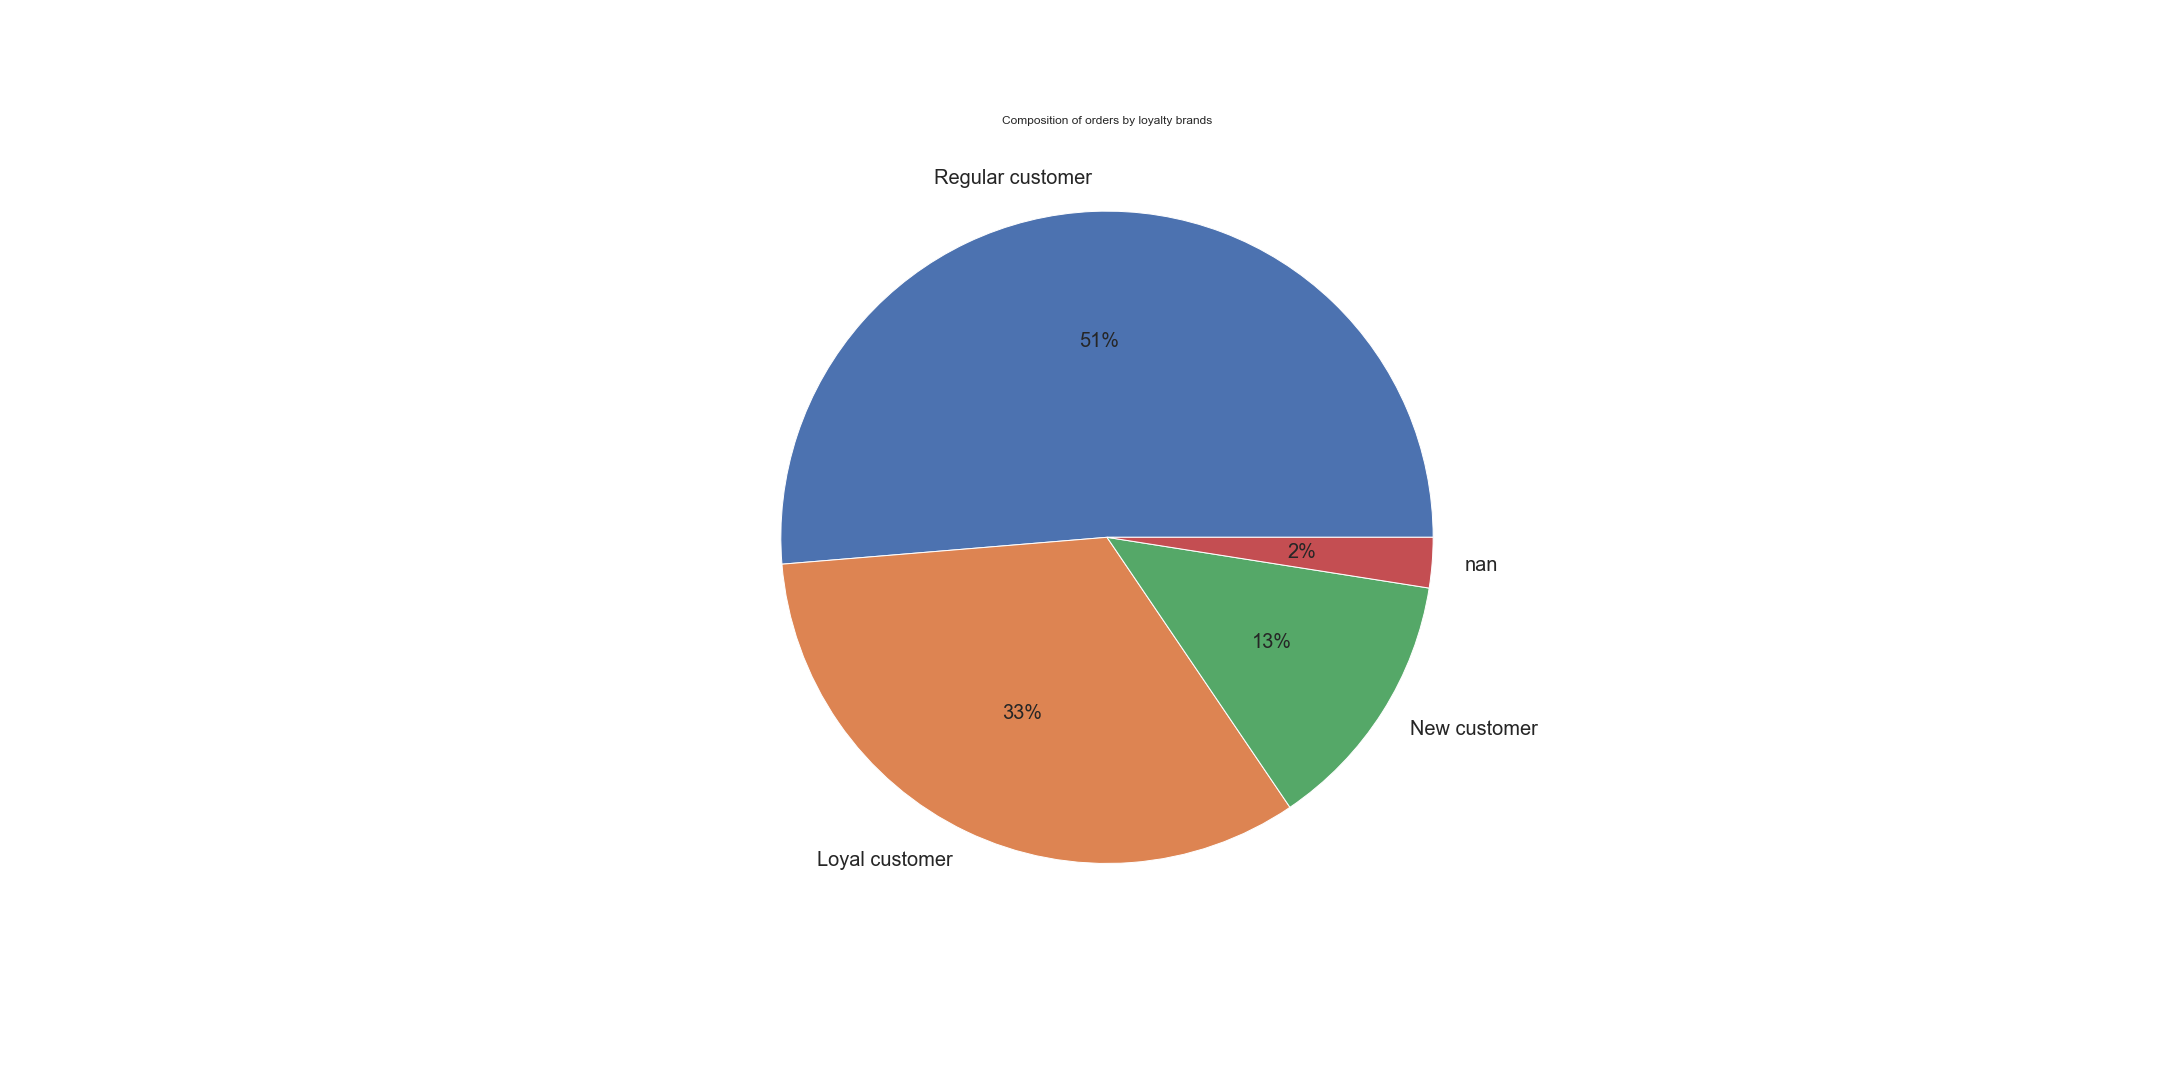 Composition of orders by loyalty brands
Regular customer
51%
2%
nan
13%
33%
New customer
Loyal customer